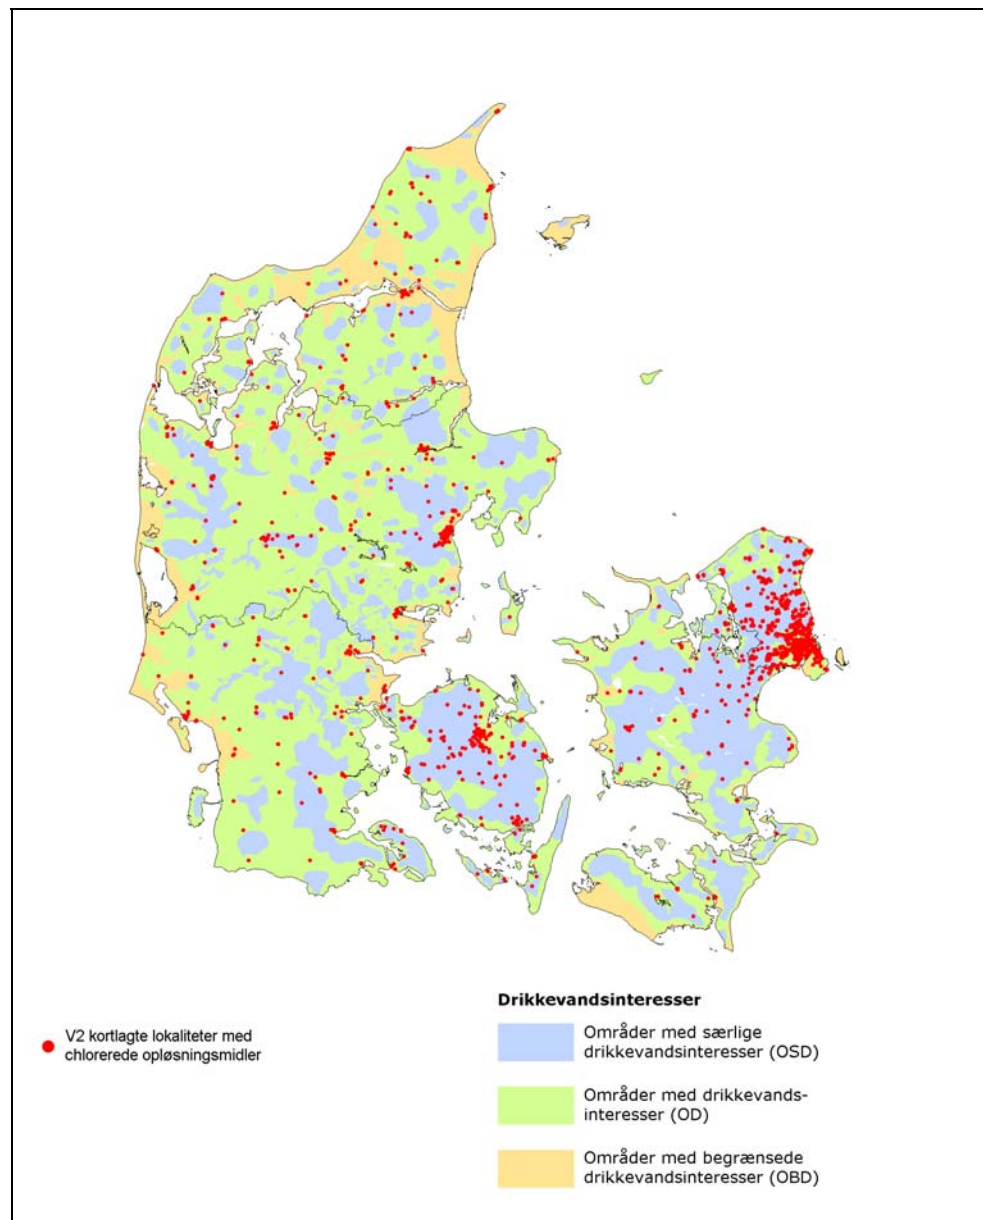 V2 kortlagte lokaliteter med
chlorerede opløsningsmidler
Drikkevandsinteresser
Områder med særlige
drikkevandsinteresser (OSD)
Områder med drikkevands-
interesser (OD)
Områder med begrænsede
drikkevandsinteresser (OBD)